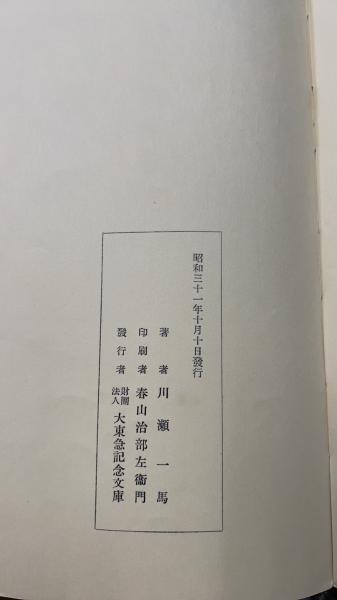 昭和三十一年十月十日發行
著者 川瀬一馬
印刷者 春山治部左衞門
發行者 財團法人 大東急記念文庫